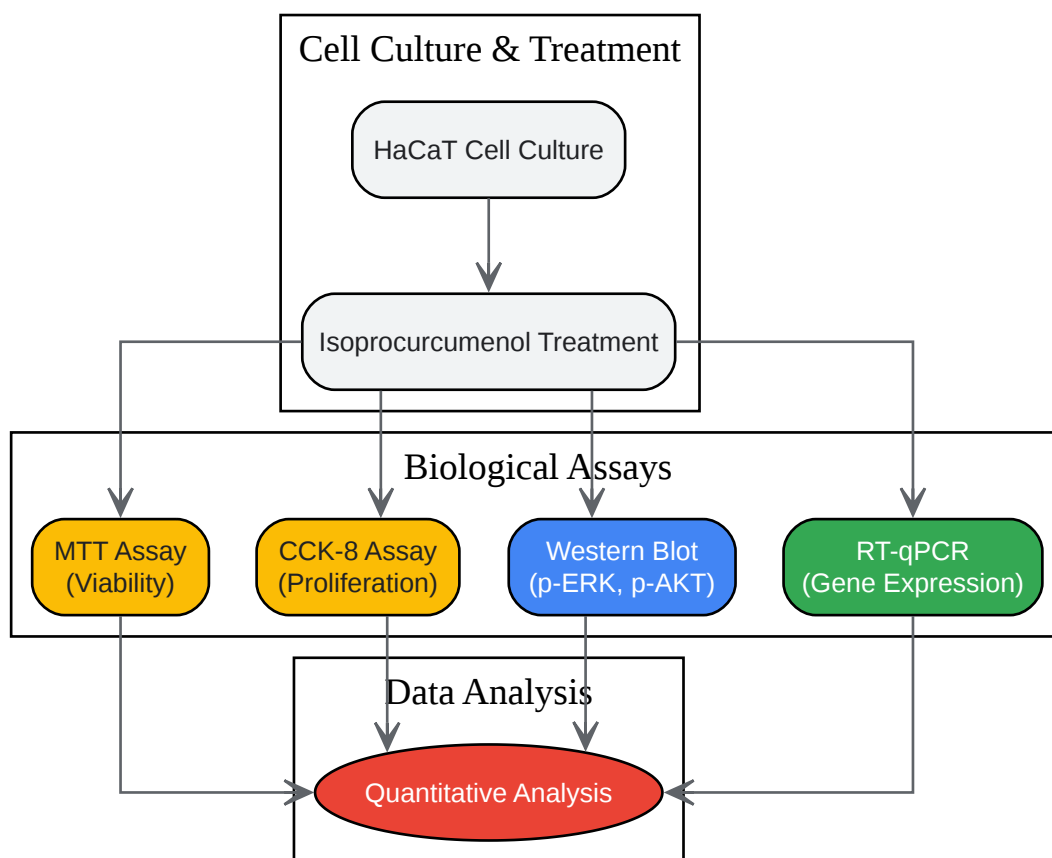 Cell Culture & Treatment
HaCaT Cell Culture
Isoprocurcumenol Treatment
Biological Assays
MTT Assay
(Viability)
CCK-8 Assay
(Proliferation)
Western Blot
(p-ERK, p-AKT)
RT-qPCR
(Gene Expression)
Data Analysis
Quantitative Analysis